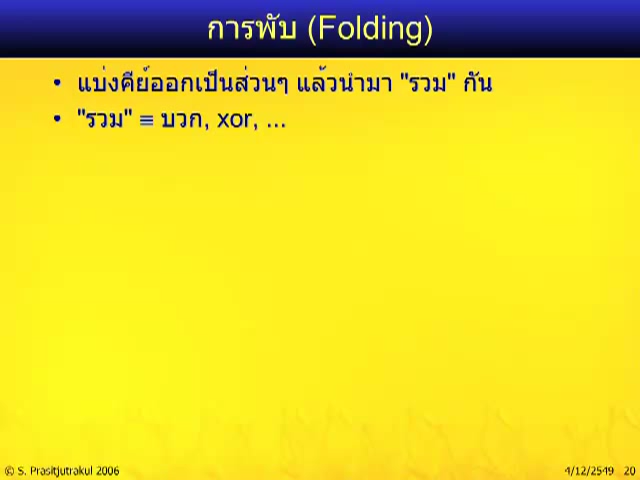 การพับ (Folding)
• แบ่งคีย์ออกเป็นส่วนๆ แล้วนำมา "รวม" กัน
• "รวม" ≡ บวก, xor, ...
© S. Prasitjutrakul 2006 4/12/2549 20